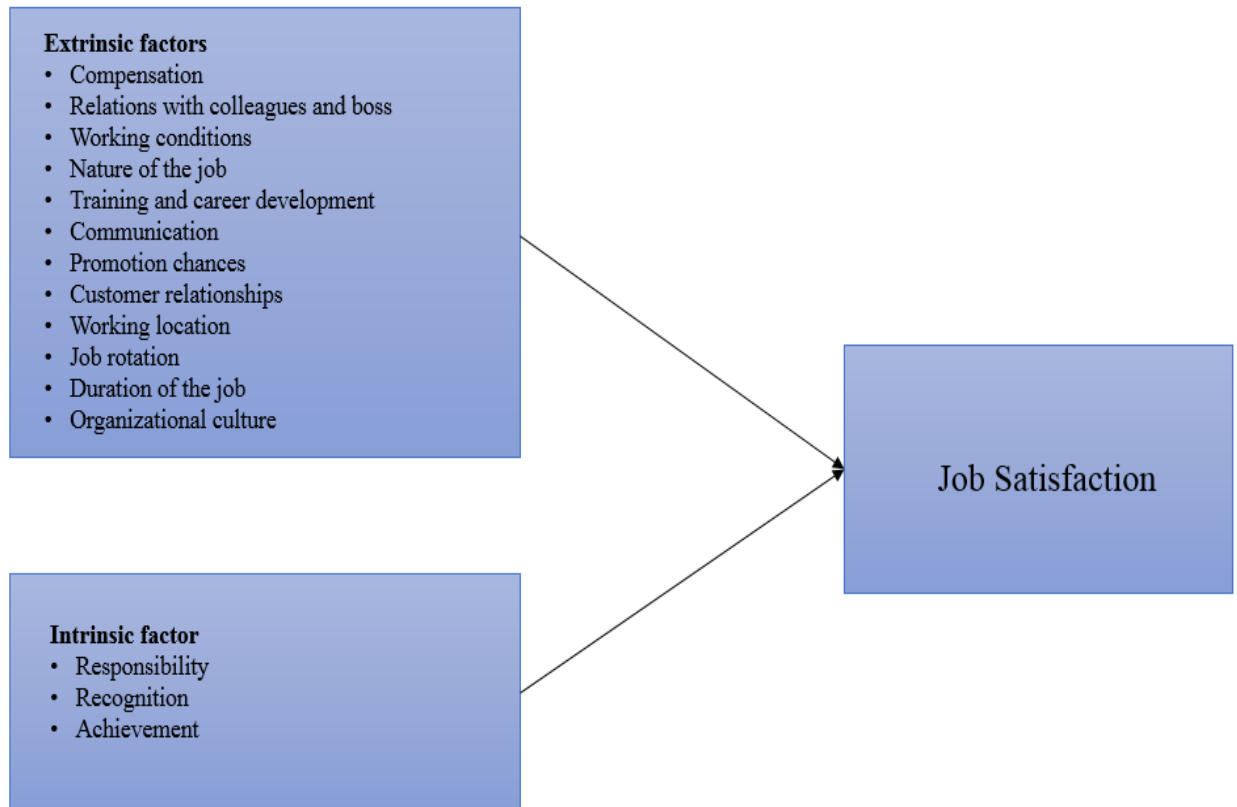 Extrinsic factors
• Compensation
• Relations with colleagues and boss
• Working conditions
• Nature of the job
• Training and career development
• Communication
• Promotion chances
• Customer relationships
• Working location
• Job rotation
• Duration of the job
• Organizational culture
Job Satisfaction
Intrinsic factor
• Responsibility
• Recognition
• Achievement